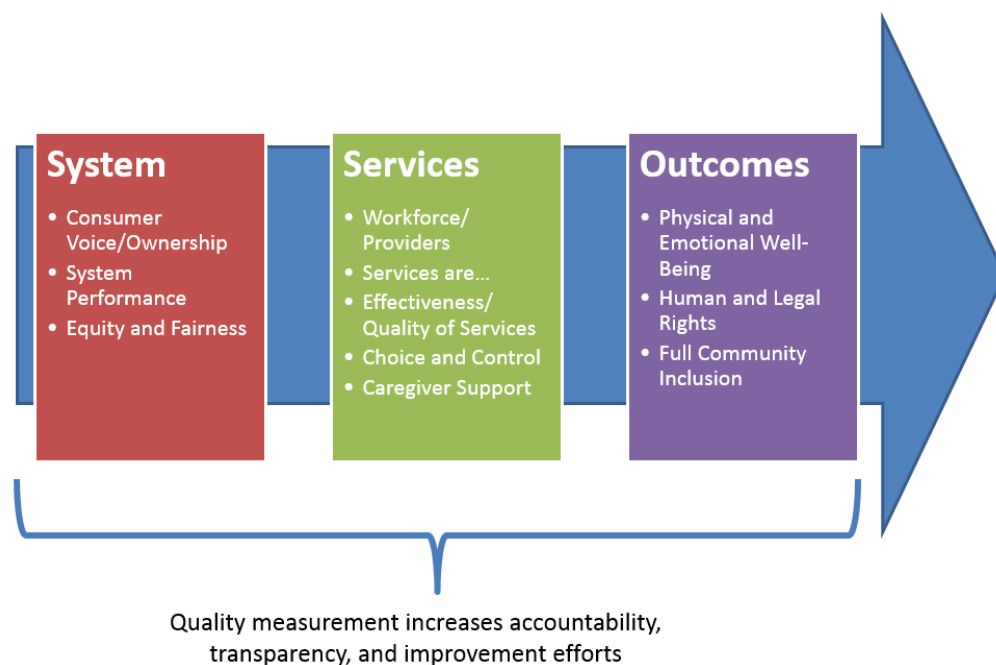 System
• Consumer
Voice/Ownership
• System
Performance
• Equity and Fairness
Services
• Workforce/
Providers
• Services are…
• Effectiveness/
Quality of Services
• Choice and Control
• Caregiver Support
Outcomes
• Physical and
Emotional Well-
Being
• Human and Legal
Rights
• Full Community
Inclusion
Quality measurement increases accountability,
transparency, and improvement efforts